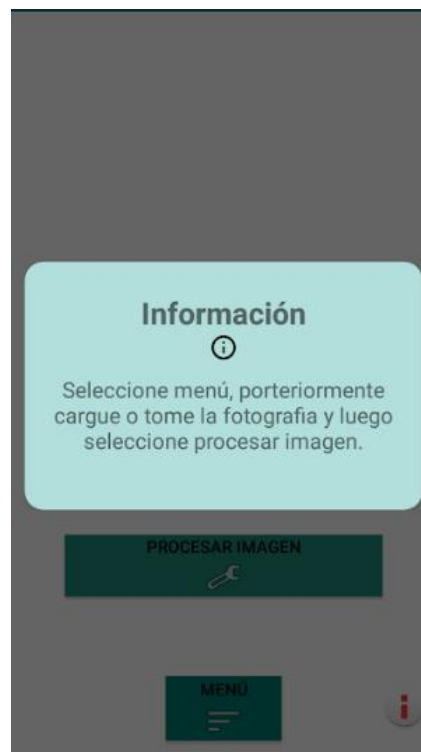 Información
Seleccione menú, porteriormente
cargue o tome la fotografia y luego
seleccione procesar imagen.
PROCESAR IMAGEN
MENÚ